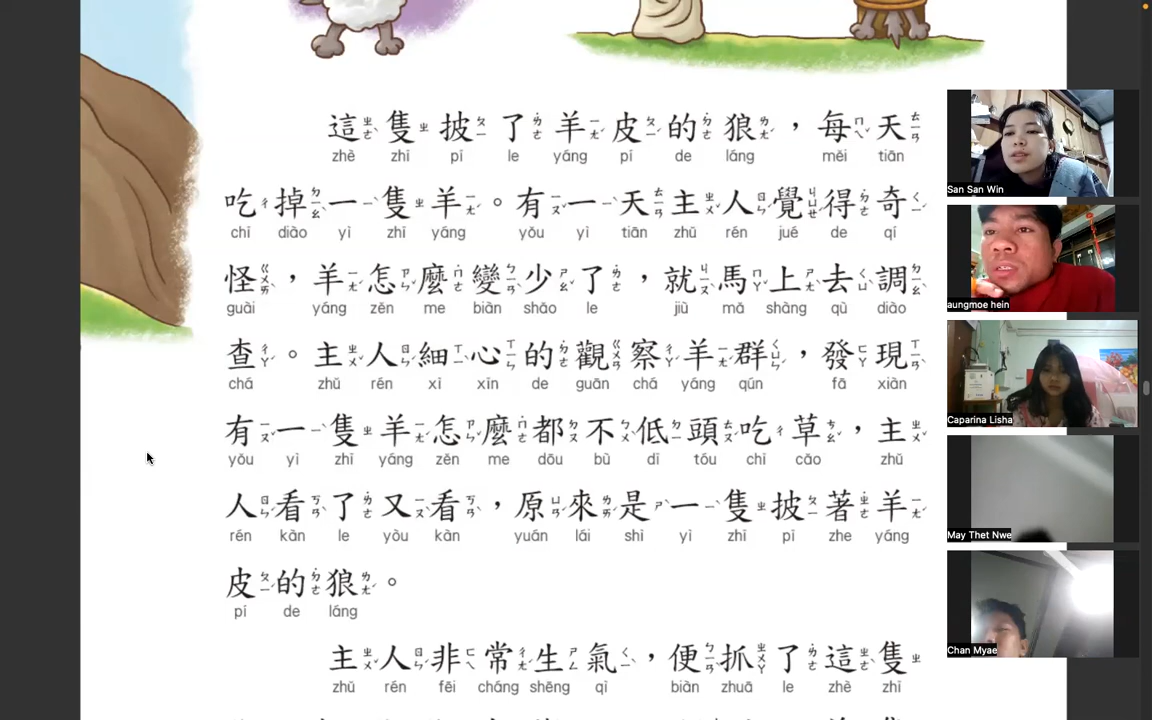 這隻披了羊皮的狼，每天
zhè zhī pī le yáng pí de láng měi tiān
吃掉一隻羊。有一天主人覺得奇
chī diào yì zhī yáng yǒu yì tiān zhǔ rén jué de qí
怪，羊怎麼變少了，就馬上去調
guài yáng zěn me biàn shǎo le jiù mǎ shàng qù diào
查。主人細心的觀察羊群，發現
chá zhǔ rén xì xīn de guān chá yáng qún fā xiàn
有一隻羊怎麼都不低頭吃草，主
yǒu yì zhī yáng zěn me dōu bù dī tóu chī cǎo zhǔ
人看了又看，原來是一隻披著羊
rén kàn le yòu kàn yuán lái shì yì zhī pī zhe yáng
皮的狼。
pí de láng
主人非常生氣，便抓了這隻
zhǔ rén fēi cháng shēng qì biàn zhuā le zhè zhī
San San Win
aungmoe hein
Caparina Lisha
May Thet Nwe
Chan Myae